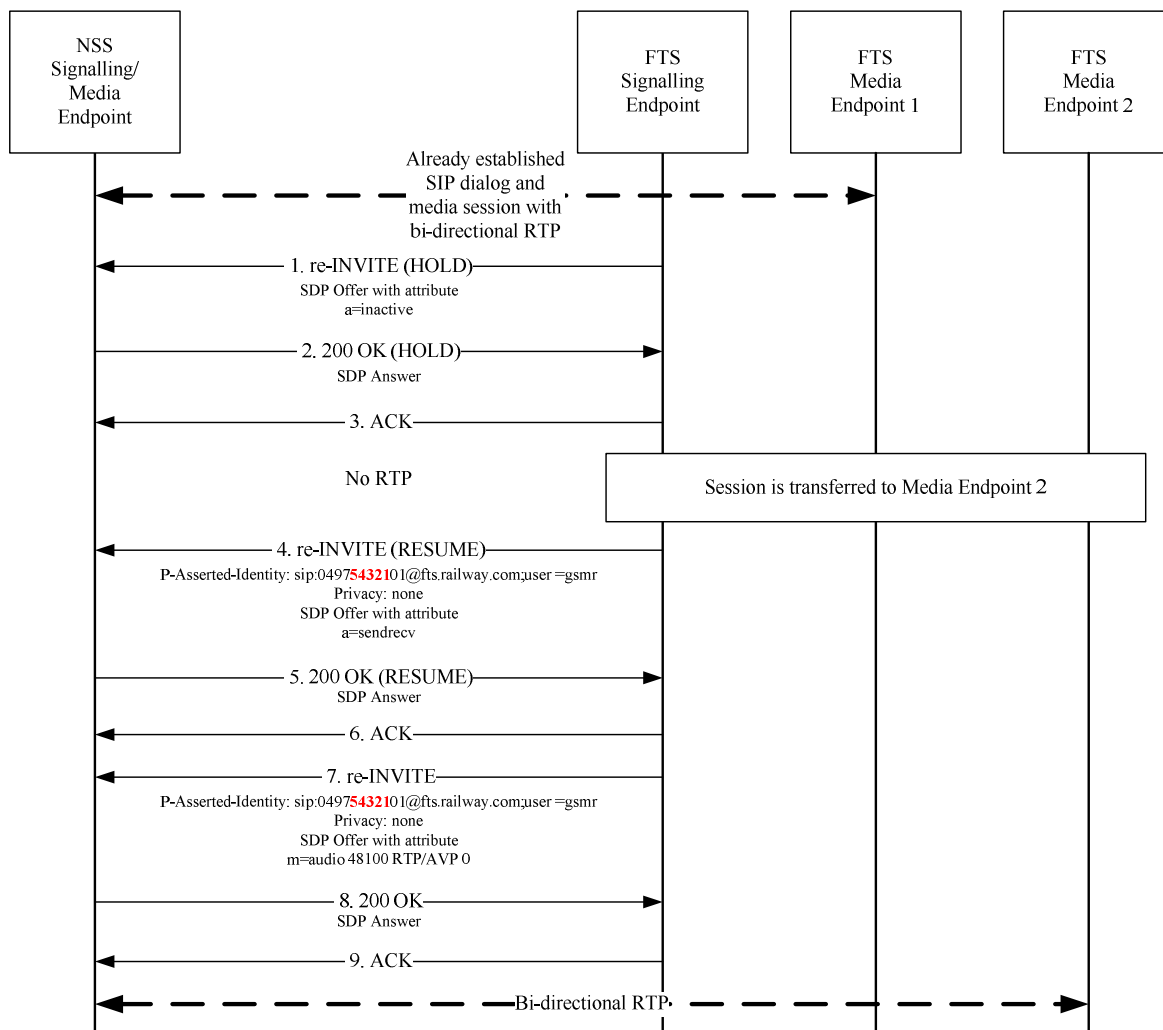 NSS
Signalling/
Media
Endpoint
FTS
Signalling
Endpoint
FTS
Media
Endpoint 1
FTS
Media
Endpoint 2
Already established
SIP dialog and
media session with
bi-directional RTP
1. re-INVITE (HOLD)
SDP Offer with attribute
a=inactive
2. 200 OK (HOLD)
SDP Answer
3. ACK
No RTP
Session is transferred to Media Endpoint 2
4. re-INVITE (RESUME)
P-Asserted-Identity: sip:04975432101@fts.railway.com;user=gsmr
Privacy: none
SDP Offer with attribute
a=sendrecv
5. 200 OK (RESUME)
SDP Answer
6. ACK
7. re-INVITE
P-Asserted-Identity: sip:04975432101@fts.railway.com;user=gsmr
Privacy: none
SDP Offer with attribute
m=audio 48100 RTP/AVP 0
8. 200 OK
SDP Answer
9. ACK
Bi-directional RTP